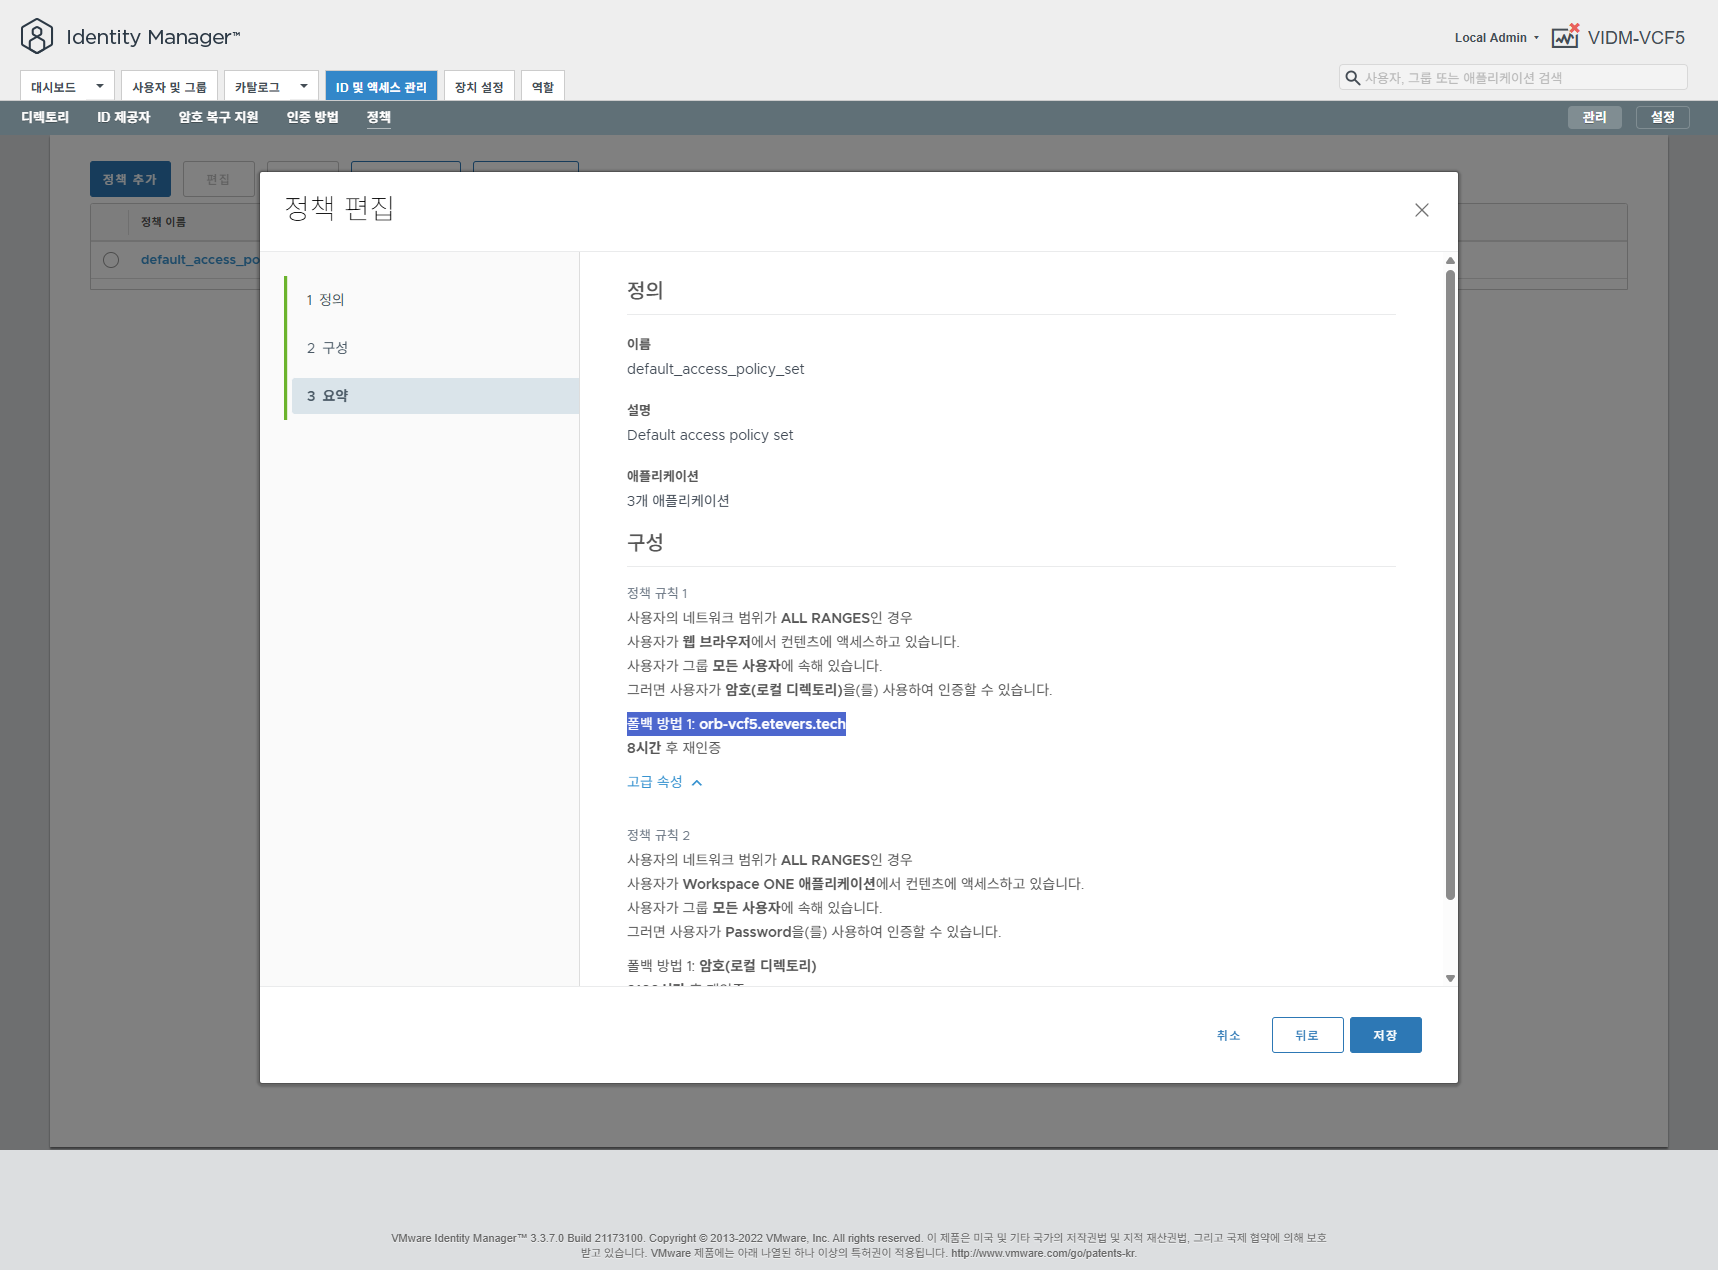 Identity Manager™
Local Admin
VIDM-VCF5
대시보드
사용자 및 그룹
카탈로그
ID 및 액세스 관리
장치 설정
역할
사용자, 그룹 또는 애플리케이션 검색
디렉토리
ID 제공자
암호 복구 지원
인증 방법
정책
관리
설정
정책 추가
편집
정책 이름
default_access_po
정책 편집
1 정의
2 구성
3 요약
정의
이름
default_access_policy_set
설명
Default access policy set
애플리케이션
3개 애플리케이션
구성
정책 규칙 1
사용자의 네트워크 범위가 ALL RANGES인 경우
사용자가 웹 브라우저에서 컨텐츠에 액세스하고 있습니다.
사용자가 그룹 모든 사용자에 속해 있습니다.
그러면 사용자가 암호(로컬 디렉토리)을(를) 사용하여 인증할 수 있습니다.
폴백 방법 1: orb-vcf5.etevers.tech
8시간 후 재인증
고급 속성
정책 규칙 2
사용자의 네트워크 범위가 ALL RANGES인 경우
사용자가 Workspace ONE 애플리케이션에서 컨텐츠에 액세스하고 있습니다.
사용자가 그룹 모든 사용자에 속해 있습니다.
그러면 사용자가 Password을(를) 사용하여 인증할 수 있습니다.
폴백 방법 1: 암호(로컬 디렉토리)
취소
뒤로
저장
VMware Identity Manager™ 3.3.7.0 Build 21173100. Copyright © 2013-2022 VMware, Inc. All rights reserved. 이 제품은 미국 및 기타 국가의 저작권법 및 지적 재산권법, 그리고 국제 협약에 의해 보호
받고 있습니다. VMware 제품에는 아래 나열된 하나 이상의 특허권이 적용됩니다. http://www.vmware.com/go/patents-kr.